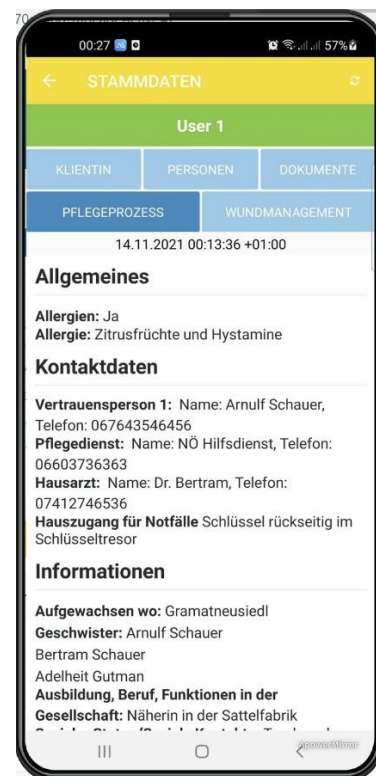 00:27 57%
STAMMDATEN
User 1
KLIENTIN PERSONEN DOKUMENTE
PFLEGEPROZESS WUNDMANAGEMENT
14.11.2021 00:13:36 +01:00
Allgemeines
Allergien: Ja
Allergie: Zitrusfrüchte und Hystamine
Kontaktdaten
Vertrauensperson 1: Name: Arnulf Schauer,
Telefon: 067643546456
Pflegedienst: Name: NÖ Hilfsdienst, Telefon:
06603736363
Hausarzt: Name: Dr. Bertram, Telefon:
07412746536
Hauszugang für Notfälle Schlüssel rückseitig im
Schlüsseltresor
Informationen
Aufgewachsen wo: Gramatneusiedl
Geschwister: Arnulf Schauer
Bertram Schauer
Adelheit Gutman
Ausbildung, Beruf, Funktionen in der
Gesellschaft: Näherin in der Sattelfabrik
ApowerMirror